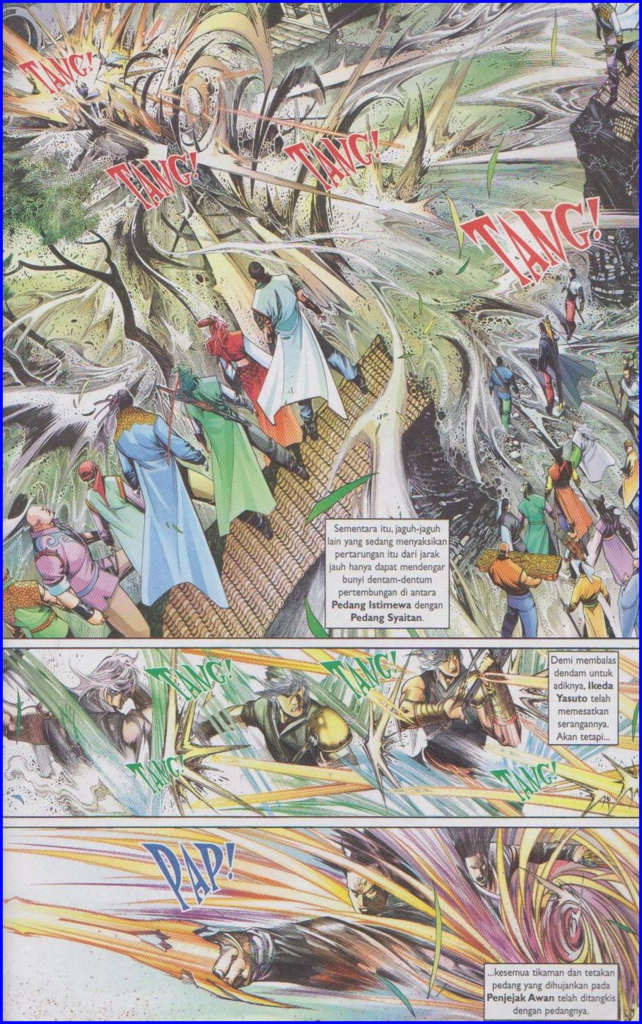 TANG!
TANG!
TANG!
TANG!
Sementara itu, jaguh-jaguh
lain yang sedang menyaksikan
pertarungan itu dari jarak
jauh hanya dapat mendengar
bunyi dentam-dentum
pertembungan di antara
Pedang Istimewa dengan
Pedang Syaitan.
TANG!
TANG!
TANG!
TANG!
Demi membalas
dendam untuk
adiknya, Ikeda
Yasuto telah
memesatkan
serangannya.
Akan tetapi...
PAP!
...kesemua tikaman dan tetakan
pedang yang dihujankan pada
Penjejak Awan telah ditangkis
dengan pedangnya.